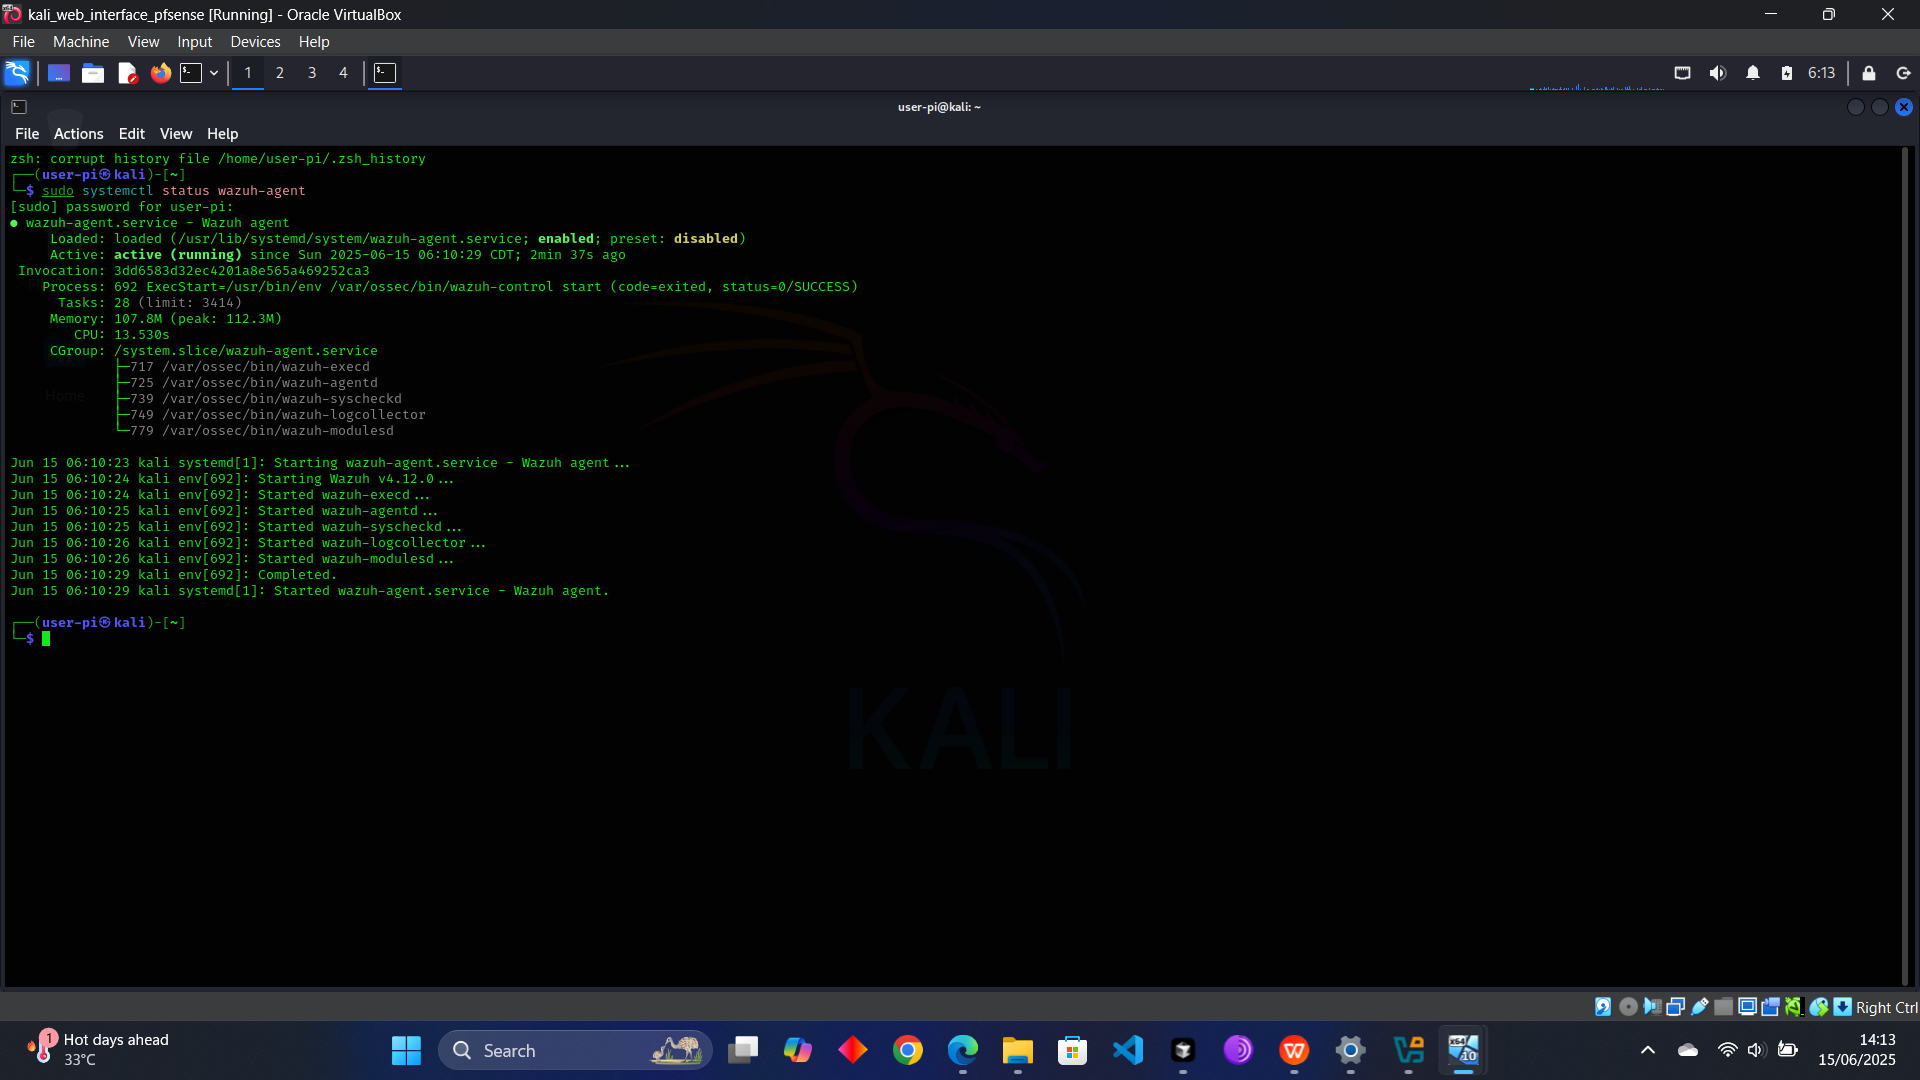 kali_web_interface_pfsense [Running] - Oracle VirtualBox
File Machine View Input Devices Help
1 2 3 4 6:13
user-pi@kali: ~
File Actions Edit View Help
zsh: corrupt history file /home/user-pi/.zsh_history
┌──(user-pi㉿kali)-[~]
└─$ sudo systemctl status wazuh-agent
[sudo] password for user-pi:
● wazuh-agent.service - Wazuh agent
Loaded: loaded (/usr/lib/systemd/system/wazuh-agent.service; enabled; preset: disabled)
Active: active (running) since Sun 2025-06-15 06:10:29 CDT; 2min 37s ago
Invocation: 3dd6583d32ec4201a8e565a469252ca3
Process: 692 ExecStart=/usr/bin/env /var/ossec/bin/wazuh-control start (code=exited, status=0/SUCCESS)
Tasks: 28 (limit: 3414)
Memory: 107.8M (peak: 112.3M)
CPU: 13.530s
CGroup: /system.slice/wazuh-agent.service
├─717 /var/ossec/bin/wazuh-execd
├─725 /var/ossec/bin/wazuh-agentd
├─739 /var/ossec/bin/wazuh-syscheckd
Home
├─749 /var/ossec/bin/wazuh-logcollector
└─779 /var/ossec/bin/wazuh-modulesd
Jun 15 06:10:23 kali systemd[1]: Starting wazuh-agent.service - Wazuh agent...
Jun 15 06:10:24 kali env[692]: Starting Wazuh v4.12.0...
Jun 15 06:10:24 kali env[692]: Started wazuh-execd...
Jun 15 06:10:25 kali env[692]: Started wazuh-agentd...
Jun 15 06:10:25 kali env[692]: Started wazuh-syscheckd...
Jun 15 06:10:26 kali env[692]: Started wazuh-logcollector...
Jun 15 06:10:26 kali env[692]: Started wazuh-modulesd...
Jun 15 06:10:29 kali env[692]: Completed.
Jun 15 06:10:29 kali systemd[1]: Started wazuh-agent.service - Wazuh agent.
┌──(user-pi㉿kali)-[~]
└─$
KALI
Right Ctrl
1
Hot days ahead
33°C
Search
14:13
15/06/2025